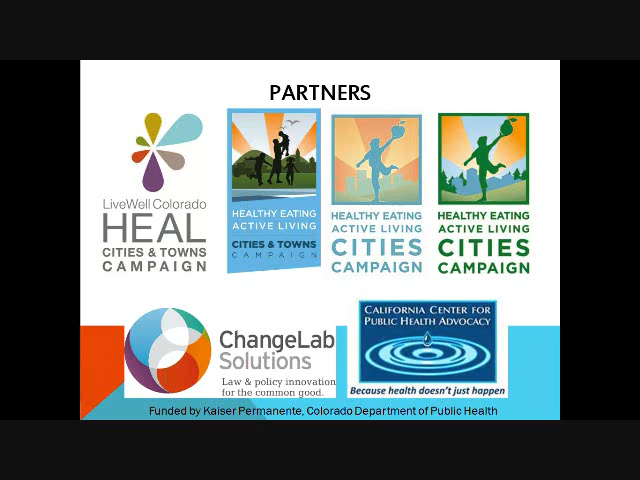 PARTNERS
LiveWell Colorado
HEAL
CITIES & TOWNS
CAMPAIGN
HEALTHY EATING
ACTIVE LIVING
CITIES & TOWNS
CAMPAIGN
HEALTHY EATING
ACTIVE LIVING
CITIES
CAMPAIGN
HEALTHY EATING
ACTIVE LIVING
CITIES
CAMPAIGN
ChangeLab
Solutions
Law & policy innovation
for the common good.
CALIFORNIA CENTER FOR
PUBLIC HEALTH ADVOCACY
Because health doesn't just happen
Funded by Kaiser Permanente, Colorado Department of Public Health